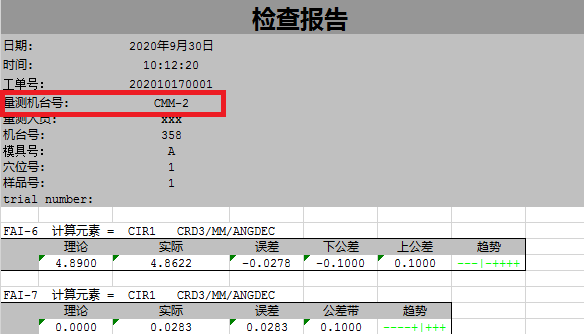 检查报告
日期: 2020年9月30日
时间: 10:12:20
工单号: 202010170001
量测机台号: CMM-2
量测人员: xxx
机台号: 358
模具号: A
穴位号: 1
样品号: 1
trial number:
FAI-6 计算元素 = CIR1 CRD3/MM/ANGDEC
理论 实际 误差 下公差 上公差 趋势
4.8900 4.8622 -0.0278 -0.1000 0.1000 ---|-++++
FAI-7 计算元素 = CIR1 CRD3/MM/ANGDEC
理论 实际 误差 公差带 趋势
0.0000 0.0283 0.0283 0.1000 ----+|+++